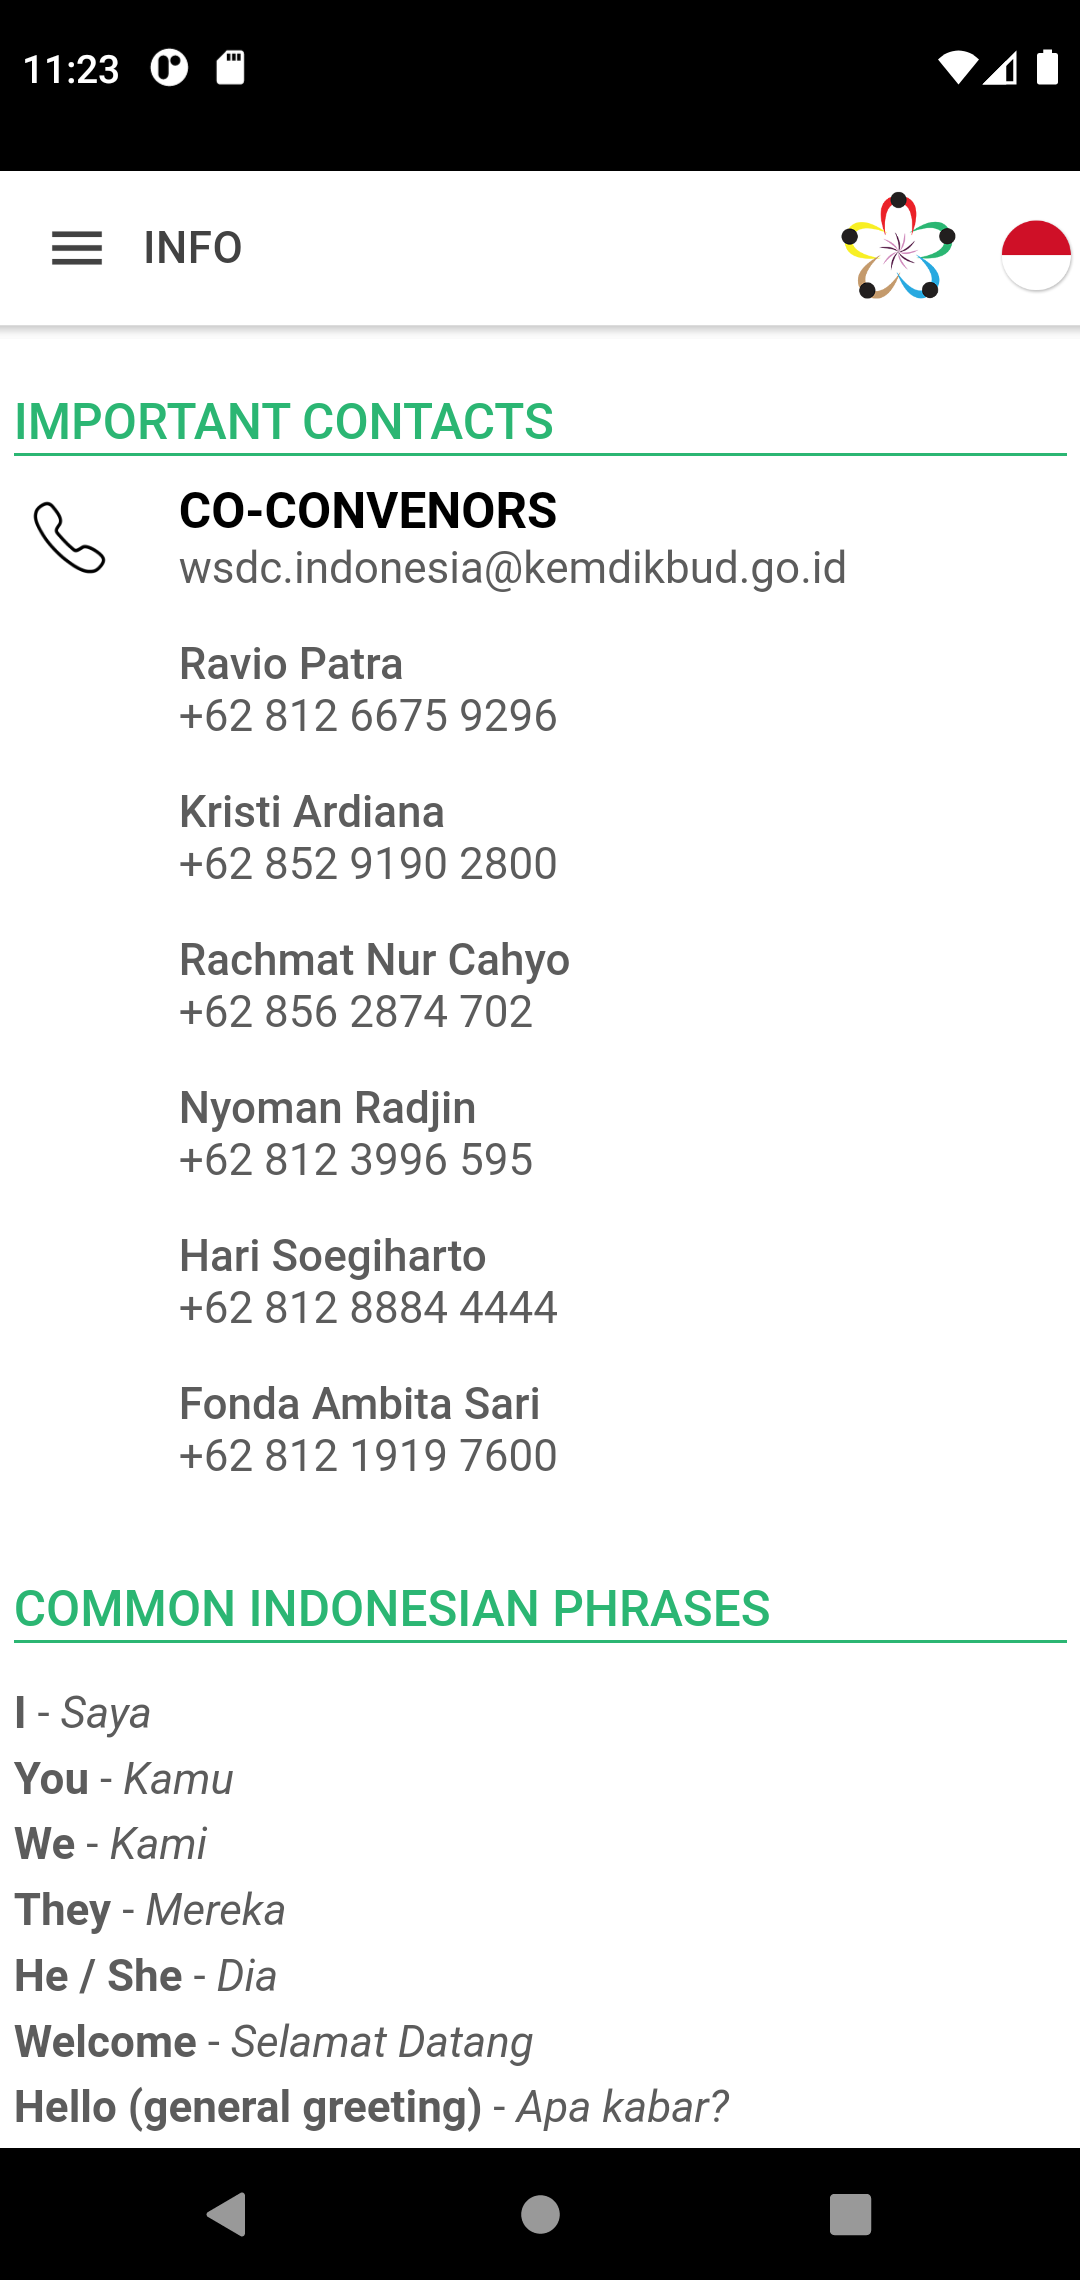 11:23
INFO
IMPORTANT CONTACTS
CO-CONVENORS
wsdc.indonesia@kemdikbud.go.id
Ravio Patra
+62 812 6675 9296
Kristi Ardiana
+62 852 9190 2800
Rachmat Nur Cahyo
+62 856 2874 702
Nyoman Radjin
+62 812 3996 595
Hari Soegiharto
+62 812 8884 4444
Fonda Ambita Sari
+62 812 1919 7600
COMMON INDONESIAN PHRASES
I - Saya
You - Kamu
We - Kami
They - Mereka
He / She - Dia
Welcome - Selamat Datang
Hello (general greeting) - Apa kabar?